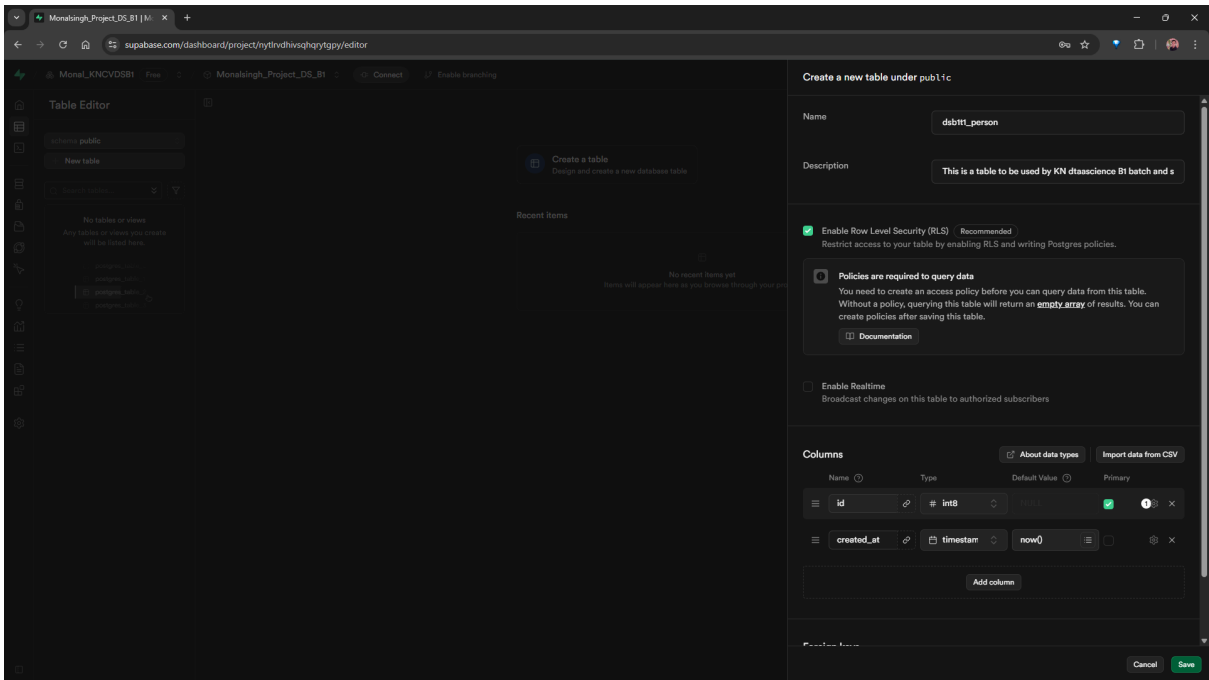 Monalsingh_Project_DS_B1 | Mo
supabase.com/dashboard/project/nytlrvdhivsqhqrytgpy/editor
Monal_KNCVDSB1 Free
Monalsingh_Project_DS_B1
Connect
Enable branching
Table Editor
schema public
New table
No tables or views
Any tables or views you create
will be listed here
Create a table
Design and create a new database table
Recent items
No recent items yet
Items will appear here as you browse through your pro
Create a new table under public
Name
dsb1t1_person
Description
This is a table to be used by KN dtaascience B1 batch and s
Enable Row Level Security (RLS) Recommended
Restrict access to your table by enabling RLS and writing Postgres policies.
Policies are required to query data
You need to create an access policy before you can query data from this table.
Without a policy, querying this table will return an empty array of results. You can
create policies after saving this table.
Documentation
Enable Realtime
Broadcast changes on this table to authorized subscribers
Columns
About data types
Import data from CSV
Name Type Default Value Primary
id # int8 NULL 1
created_at timestam now()
Add column
Foreign keys
Cancel
Save